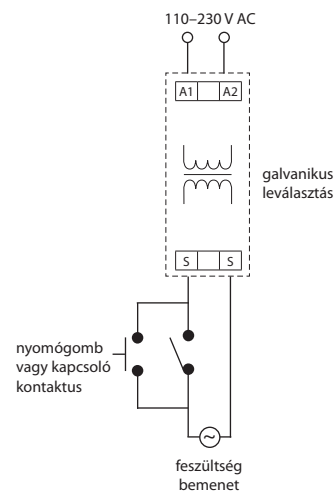 110–230 V AC
A1 A2
galvanikus
leválasztás
S S
nyomógomb
vagy kapcsoló
kontaktus
~
feszültség
bemenet